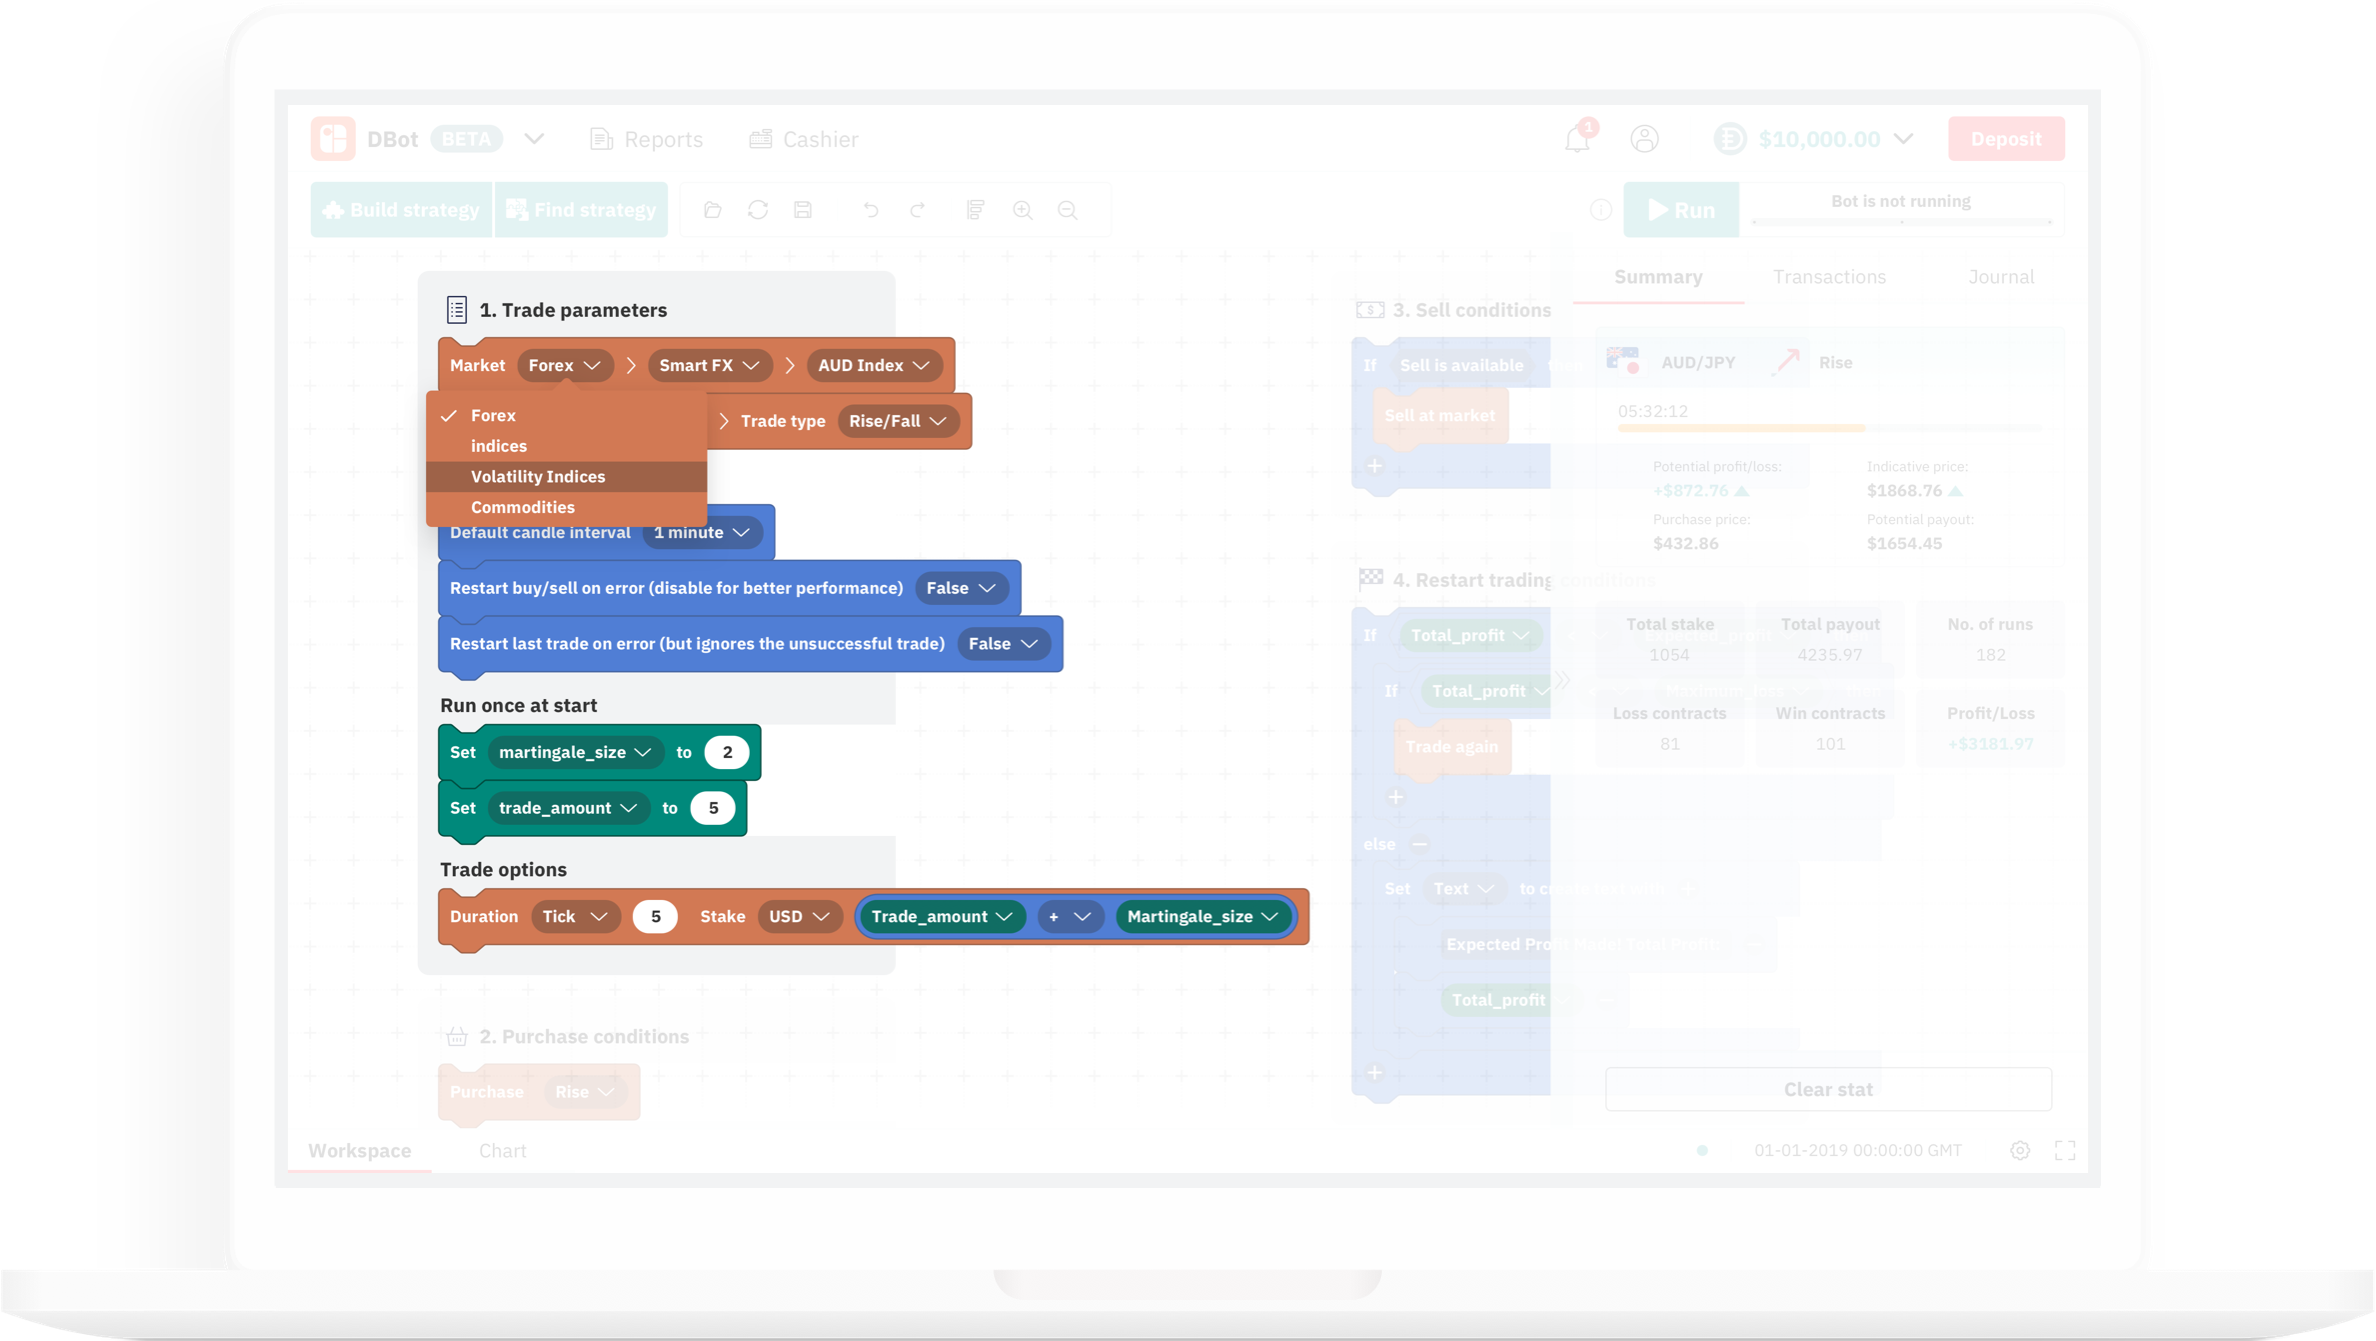 DBot BETA Reports Cashier 1 $10,000.00 Deposit
Build strategy Find strategy Run Bot is not running
Summary Transactions Journal
1. Trade parameters
Market Forex Smart FX AUD Index
Forex
indices
Volatility Indices
Commodities
Trade type Rise/Fall
Default candle interval 1 minute
Restart buy/sell on error (disable for better performance) False
Restart last trade on error (but ignores the unsuccessful trade) False
Run once at start
Set martingale_size to 2
Set trade_amount to 5
Trade options
Duration Tick 5 Stake USD Trade_amount + Martingale_size
2. Purchase conditions
Purchase Rise
3. Sell conditions
If Sell is available
Sell at market
4. Restart trading conditions
If Total_profit
If Total_profit
Trade again
else
Set Text
Expected Profit Made! Total Profit:
Total_profit
AUD/JPY Rise
05:32:12
Potential profit/loss: Indicative price:
+$872.76 $1868.76
Purchase price: Potential payout:
$432.86 $1654.45
Total stake Total payout No. of runs
1054 4235.97 182
Loss contracts Win contracts Profit/Loss
81 101 +$3181.97
Clear stat
Workspace Chart 01-01-2019 00:00:00 GMT